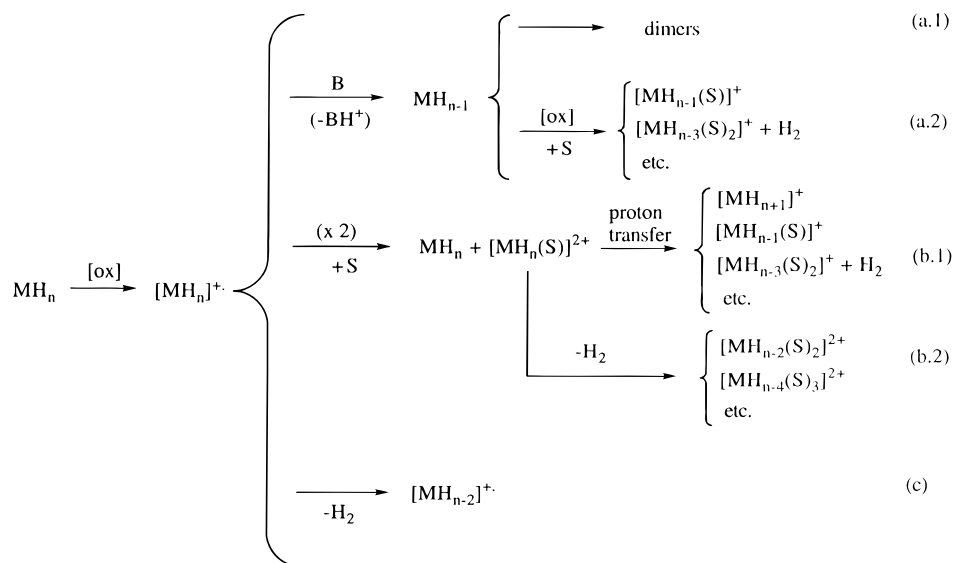 dimers (a.1)
B
(-BH⁺)
MHₙ₋₁
[ox]
+S
[MHₙ₋₁(S)]⁺
[MHₙ₋₃(S)₂]⁺ + H₂ (a.2)
etc.
(x 2)
+S
MHₙ + [MHₙ(S)]²⁺
proton
transfer
[MHₙ₊₁]⁺
[MHₙ₋₁(S)]⁺
[MHₙ₋₃(S)₂]⁺ + H₂ (b.1)
etc.
MHₙ [ox] [MHₙ]⁺·
-H₂
[MHₙ₋₂(S)₂]²⁺
[MHₙ₋₄(S)₃]²⁺ (b.2)
etc.
-H₂
[MHₙ₋₂]⁺· (c)